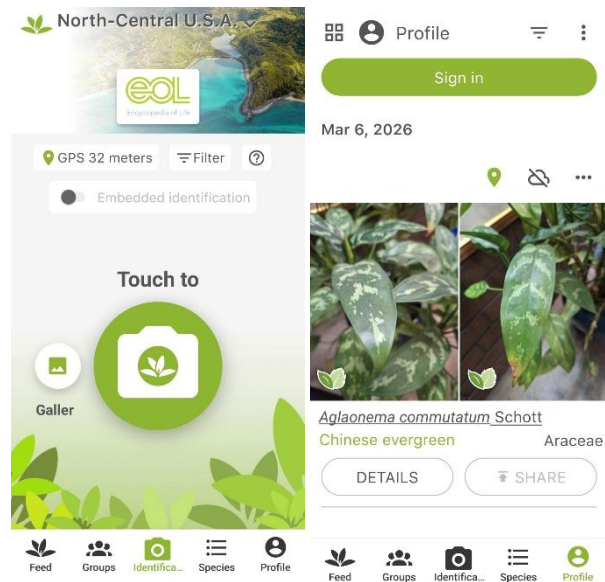 North-Central U.S.A.
eol
Encyclopedia of Life
GPS 32 meters
Filter
Embedded identification
Touch to
Galler
Feed
Groups
Identifica...
Species
Profile
Profile
Sign in
Mar 6, 2026
Aglaonema commutatum Schott
Chinese evergreen
Araceae
DETAILS
SHARE
Feed
Groups
Identifica...
Species
Profile